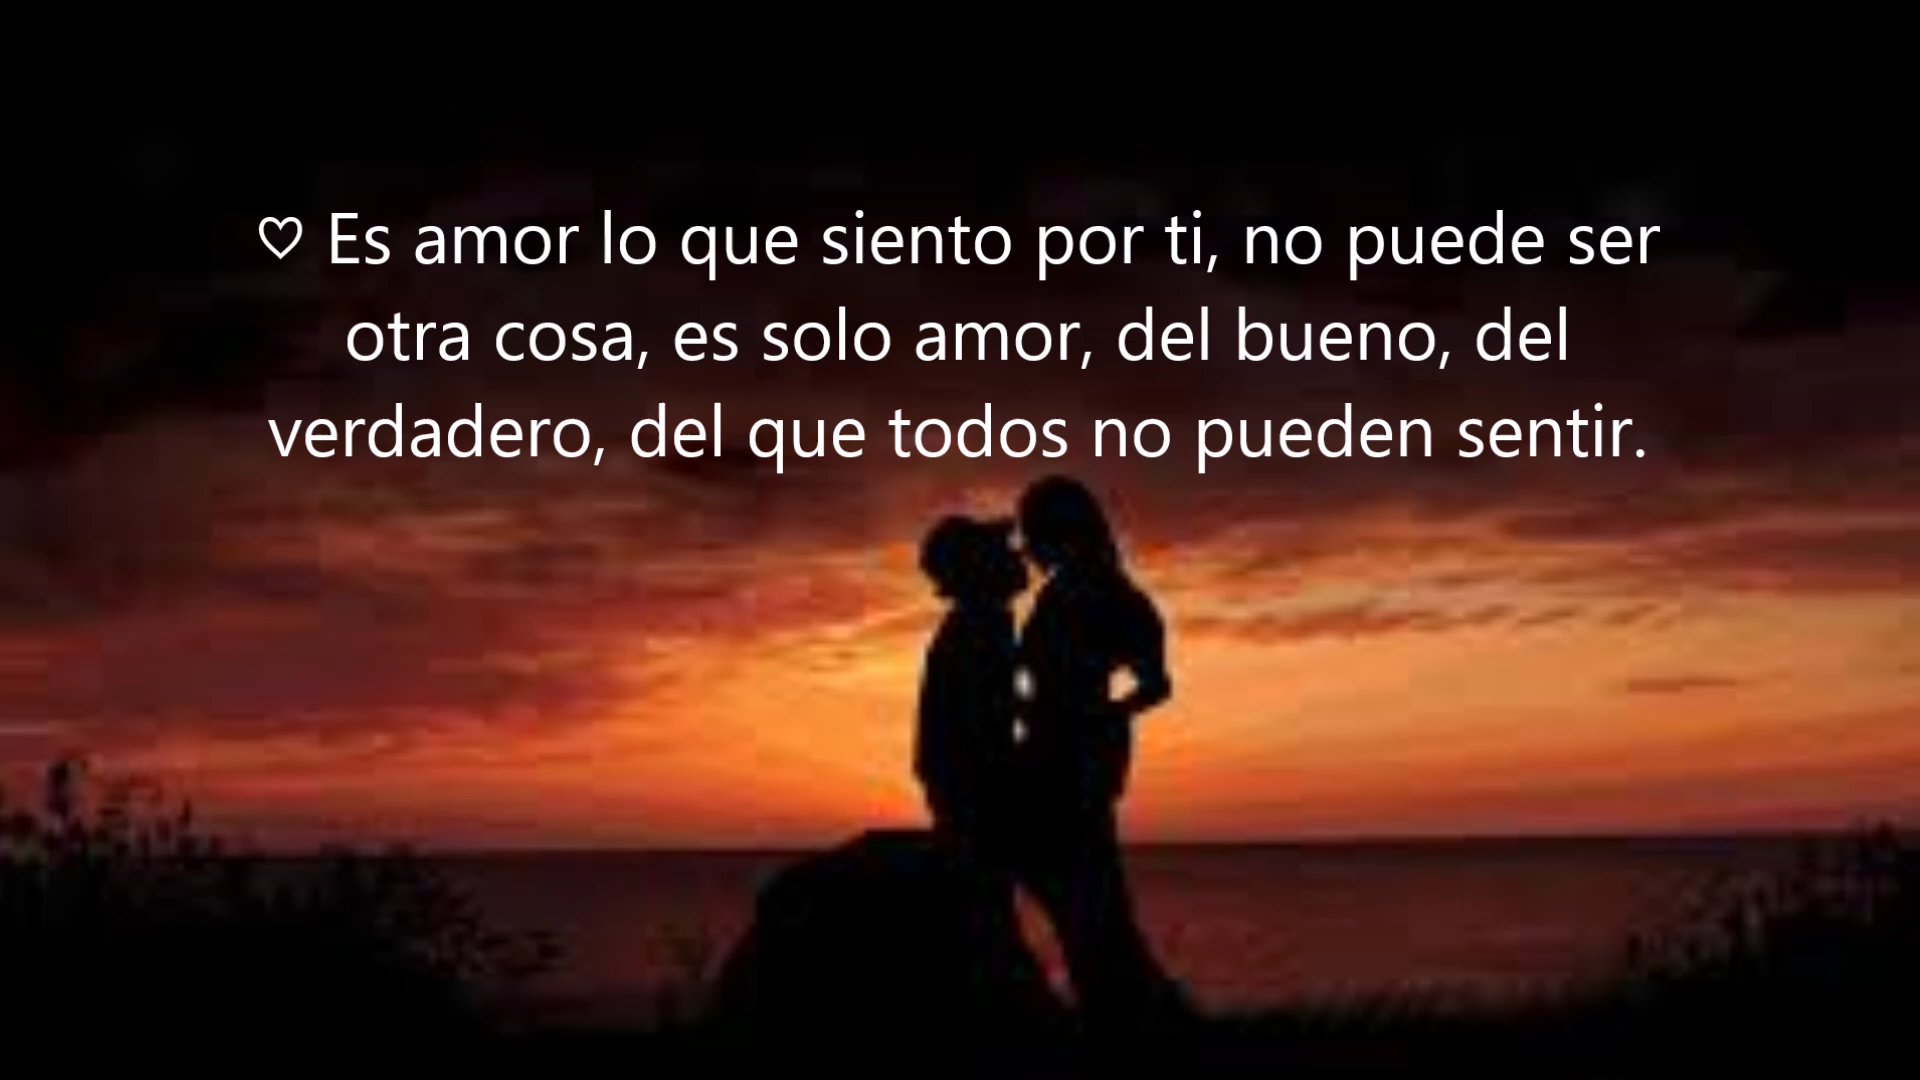 ♡ Es amor lo que siento por ti, no puede ser
otra cosa, es solo amor, del bueno, del
verdadero, del que todos no pueden sentir.